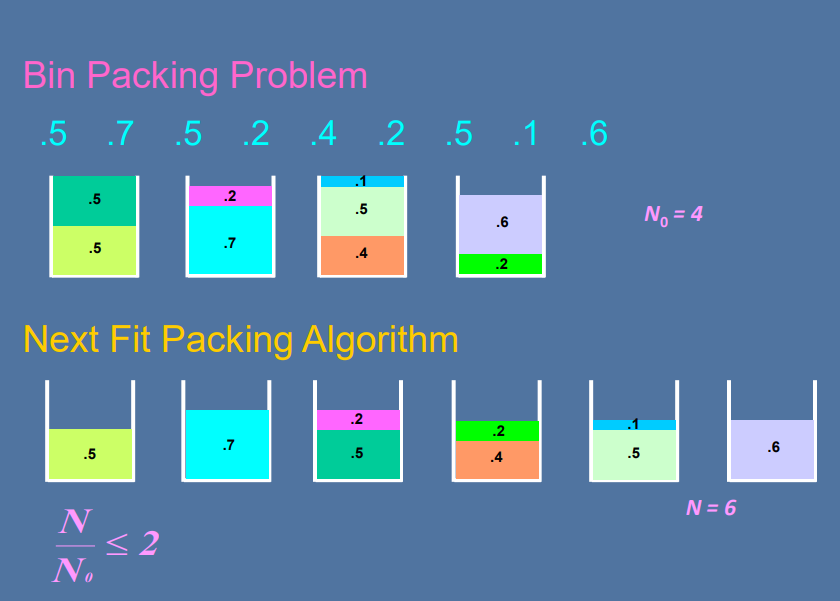 Bin Packing Problem
.5 .7 .5 .2 .4 .2 .5 .1 .6
.5
.5
.2
.7
.1
.5
.4
.6
.2
N₀ = 4
Next Fit Packing Algorithm
.5
.7
.2
.5
.2
.4
.1
.5
.6
N = 6
N
N₀
≤ 2